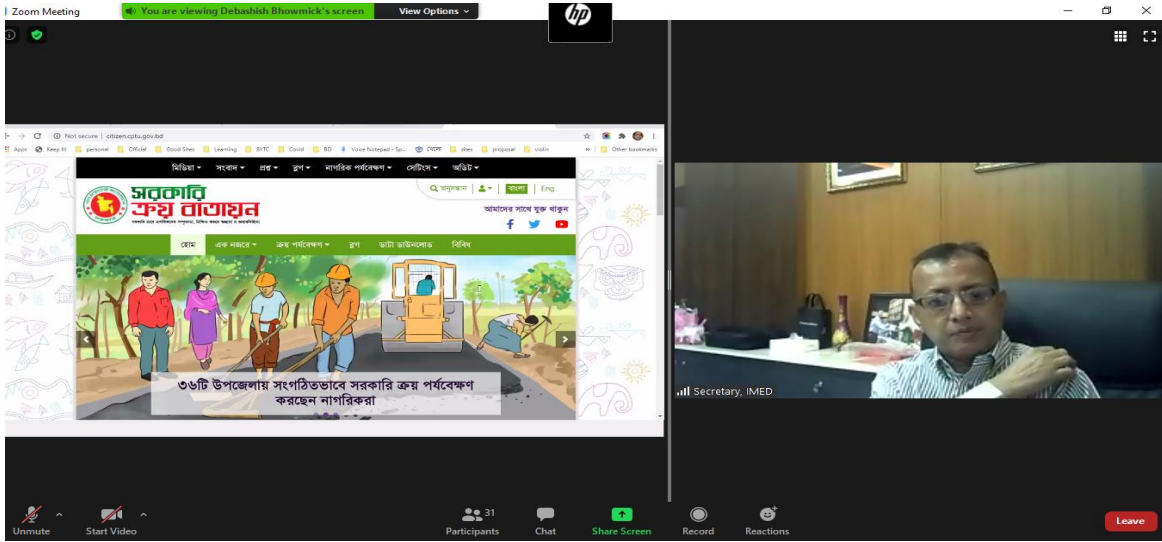 Zoom Meeting
You are viewing Debashish Bhowmick's screen
View Options
hp
Not secure | citizen.cptu.gov.bd
Apps
personal
Official
Good Sites
Learning
BYTC
Covid
BD
Voice Notepad - Sp...
sites
proposal
violin
Other bookmarks
মিডিয়া
সংবাদ
প্রশ্ন
ব্লগ
নাগরিক পর্যবেক্ষণ
সেটিংস
অডিট
অনুসন্ধান
বাংলা
Eng
সরকারি
ক্রয় বাতায়ন
আমাদের সাথে যুক্ত থাকুন
হোম
এক নজরে
ক্রয় পর্যবেক্ষণ
ব্লগ
ডাটা ডাউনলোড
বিবিধ
৩৬টি উপজেলায় সংগঠিতভাবে সরকারি ক্রয় পর্যবেক্ষণ
করছেন নাগরিকরা
Secretary, IMED
Unmute
Start Video
31
Participants
Chat
Share Screen
Record
Reactions
Leave